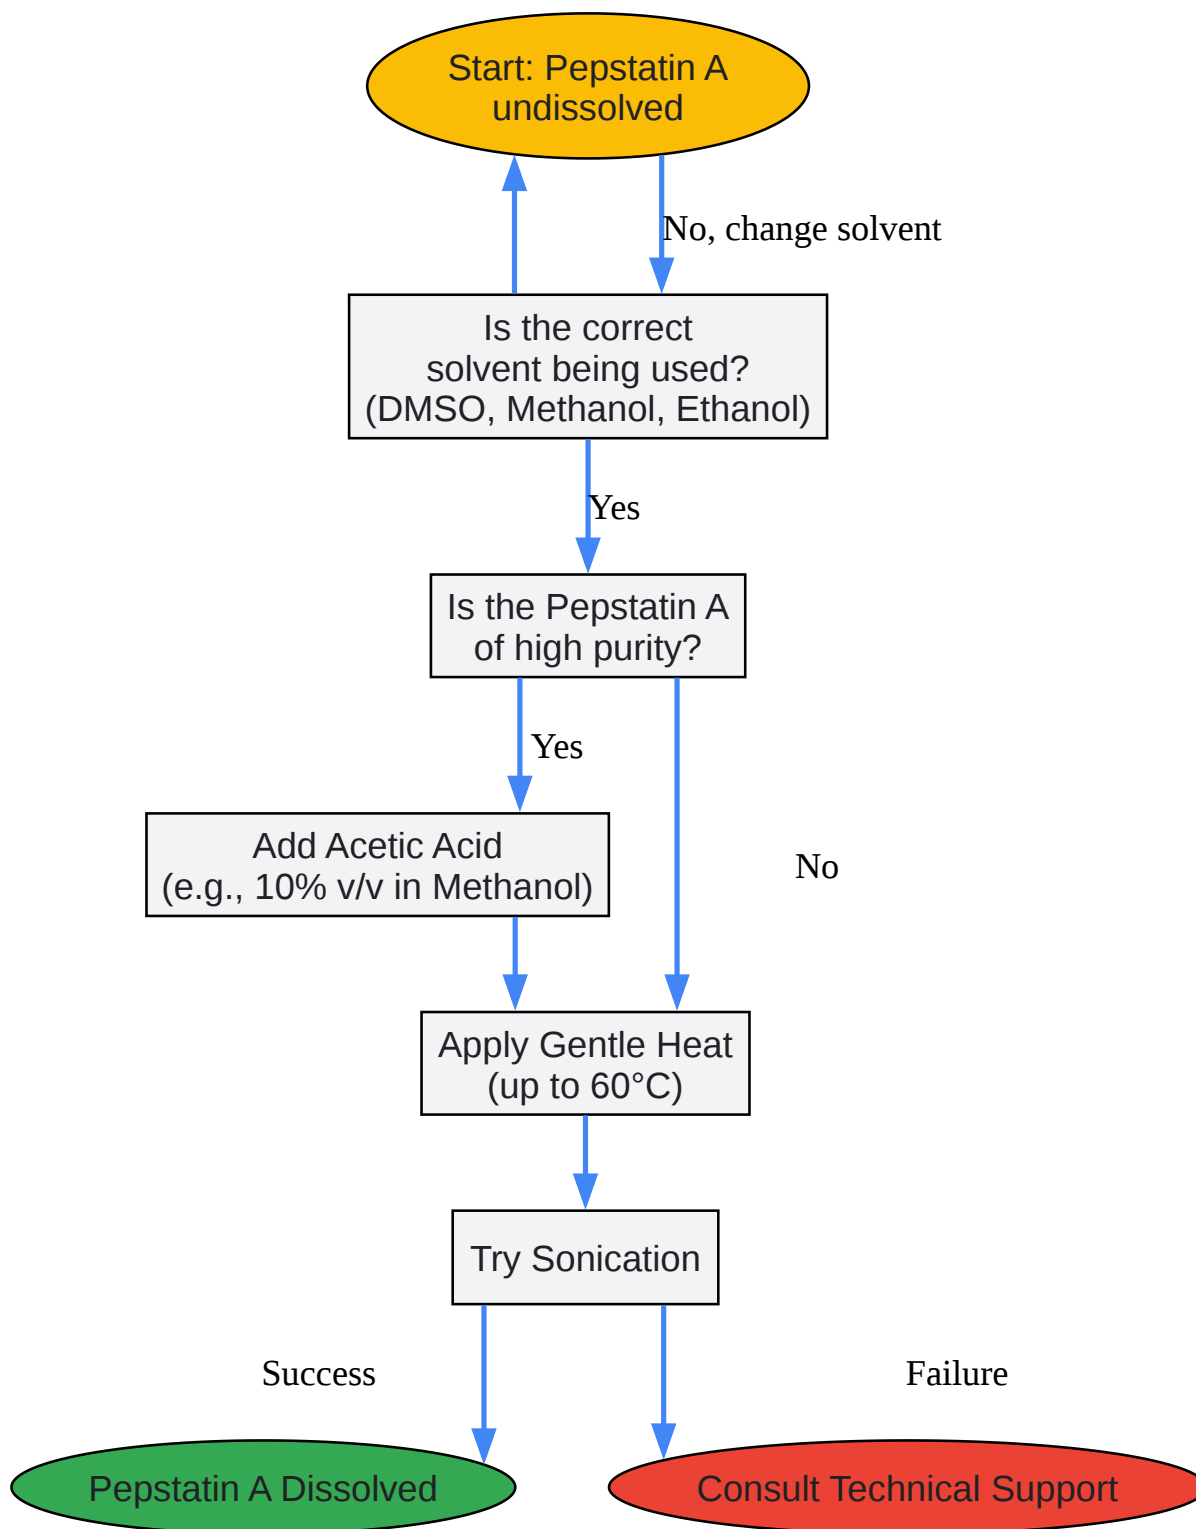 Start: Pepstatin A
undissolved
No, change solvent
Is the correct
solvent being used?
(DMSO, Methanol, Ethanol)
Yes
Is the Pepstatin A
of high purity?
Yes
Add Acetic Acid
(e.g., 10% v/v in Methanol)
No
Apply Gentle Heat
(up to 60°C)
Try Sonication
Success
Failure
Pepstatin A Dissolved
Consult Technical Support